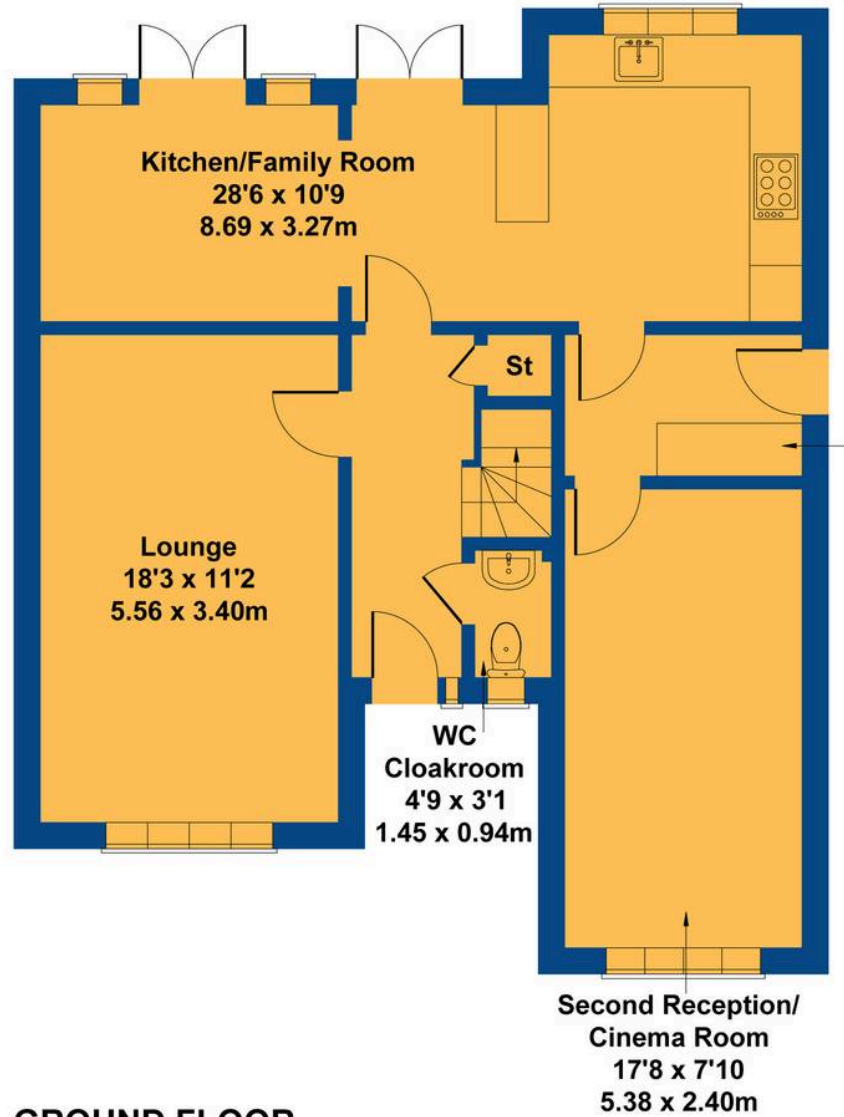 Kitchen/Family Room
28'6 x 10'9
8.69 x 3.27m
St
Lounge
18'3 x 11'2
5.56 x 3.40m
WC
Cloakroom
4'9 x 3'1
1.45 x 0.94m
Second Reception/
Cinema Room
17'8 x 7'10
5.38 x 2.40m
GROUND FLOOR